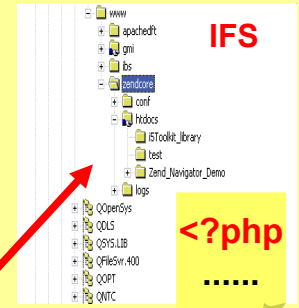 www
IFS
apachedft
gmi
ibs
zendcore
conf
htdocs
i5Toolkit_library
test
Zend_Navigator_Demo
logs
QOpenSys
QDLS
QSYS.LIB
QFileSvr.400
QOPT
QNTC
<?php
......